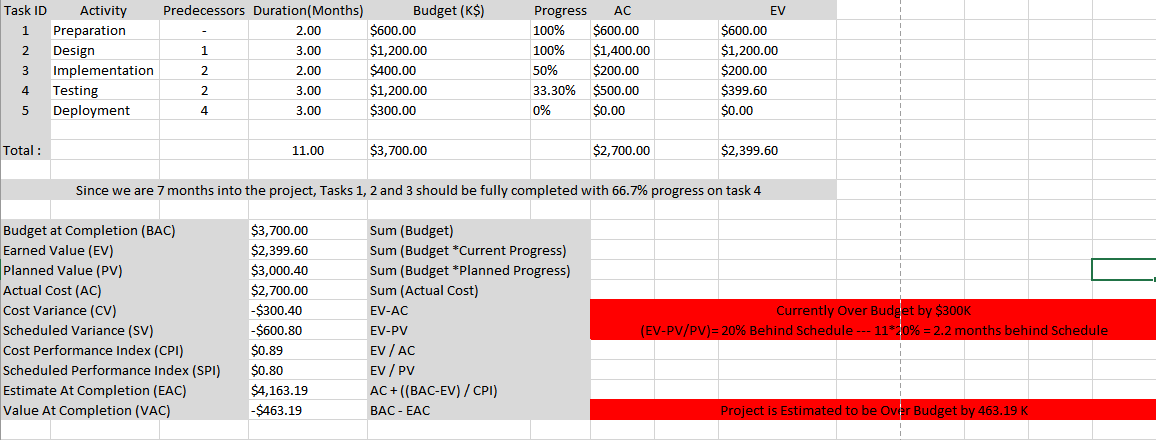 Task ID Activity Predecessors Duration(Months) Budget (K$) Progress AC EV
1 Preparation - 2.00 $600.00 100% $600.00 $600.00
2 Design 1 3.00 $1,200.00 100% $1,400.00 $1,200.00
3 Implementation 2 2.00 $400.00 50% $200.00 $200.00
4 Testing 2 3.00 $1,200.00 33.30% $500.00 $399.60
5 Deployment 4 3.00 $300.00 0% $0.00 $0.00
Total : 11.00 $3,700.00 $2,700.00 $2,399.60
Since we are 7 months into the project, Tasks 1, 2 and 3 should be fully completed with 66.7% progress on task 4
Budget at Completion (BAC) $3,700.00 Sum (Budget)
Earned Value (EV) $2,399.60 Sum (Budget *Current Progress)
Planned Value (PV) $3,000.40 Sum (Budget *Planned Progress)
Actual Cost (AC) $2,700.00 Sum (Actual Cost)
Cost Variance (CV) -$300.40 EV-AC Currently Over Budget by $300K
Scheduled Variance (SV) -$600.80 EV-PV (EV-PV/PV)= 20% Behind Schedule --- 11*20% = 2.2 months behind Schedule
Cost Performance Index (CPI) $0.89 EV / AC
Scheduled Performance Index (SPI) $0.80 EV / PV
Estimate At Completion (EAC) $4,163.19 AC + ((BAC-EV) / CPI)
Value At Completion (VAC) -$463.19 BAC - EAC Project is Estimated to be Over Budget by 463.19 K